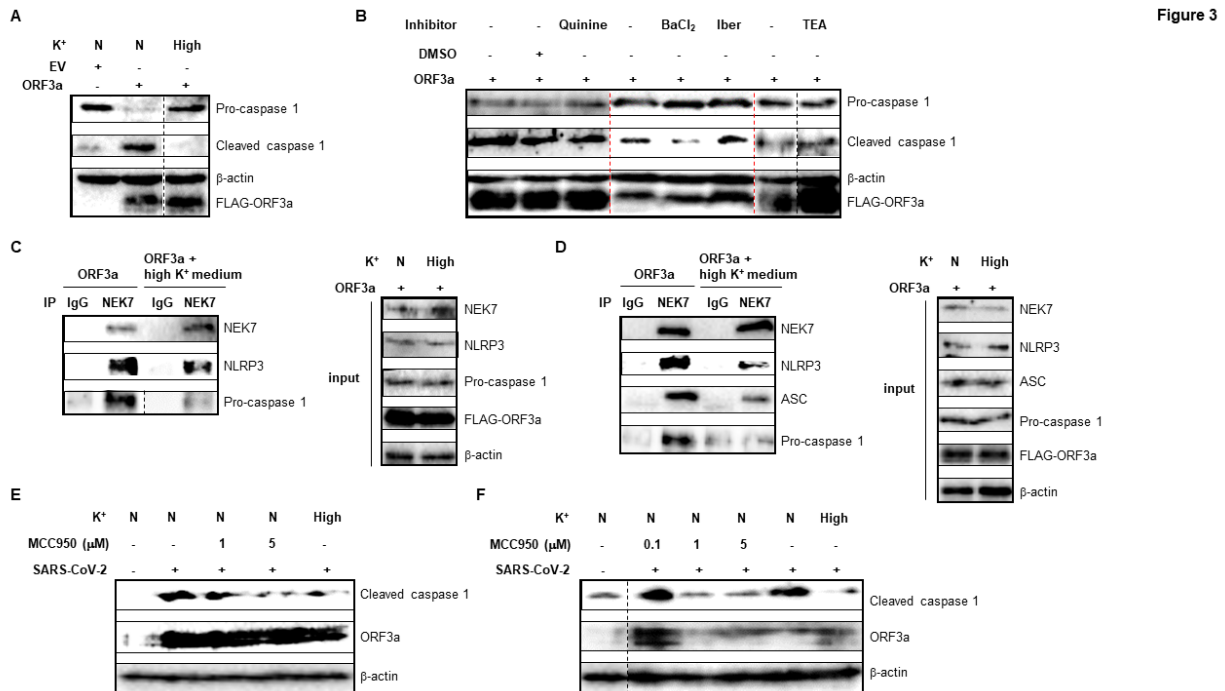 Figure 3
A
K⁺ N N High
EV + - -
ORF3a - + +
Pro-caspase 1
Cleaved caspase 1
β-actin
FLAG-ORF3a
B
Inhibitor - - Quinine - BaCl₂ Iber - TEA
DMSO - + - - - - - -
ORF3a + + + + + + + +
Pro-caspase 1
Cleaved caspase 1
β-actin
FLAG-ORF3a
C
ORF3a +
ORF3a high K⁺ medium
IP IgG NEK7 IgG NEK7
NEK7
NLRP3
Pro-caspase 1
K⁺ N High
ORF3a + +
input
NEK7
NLRP3
Pro-caspase 1
FLAG-ORF3a
β-actin
D
ORF3a +
ORF3a high K⁺ medium
IP IgG NEK7 IgG NEK7
NEK7
NLRP3
ASC
Pro-caspase 1
K⁺ N High
ORF3a + +
input
NEK7
NLRP3
ASC
Pro-caspase 1
FLAG-ORF3a
β-actin
E
K⁺ N N N N High
MCC950 (μM) - - 1 5 -
SARS-CoV-2 - + + + +
Cleaved caspase 1
ORF3a
β-actin
F
K⁺ N N N N N High
MCC950 (μM) - 0.1 1 5 - -
SARS-CoV-2 - + + + + +
Cleaved caspase 1
ORF3a
β-actin